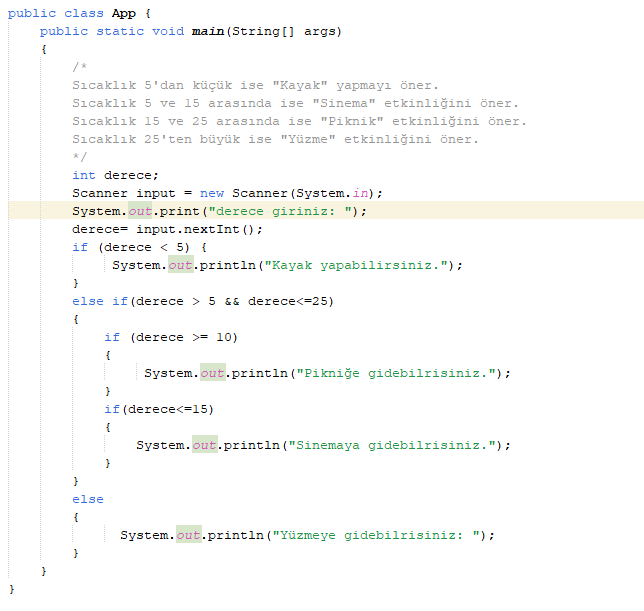 public class App {
public static void main(String[] args)
{
/*
Sıcaklık 5'dan küçük ise "Kayak" yapmayı öner.
Sıcaklık 5 ve 15 arasında ise "Sinema" etkinliğini öner.
Sıcaklık 15 ve 25 arasında ise "Piknik" etkinliğini öner.
Sıcaklık 25'ten büyük ise "Yüzme" etkinliğini öner.
*/
int derece;
Scanner input = new Scanner(System.in);
System.out.print("derece giriniz: ");
derece= input.nextInt();
if (derece < 5) {
System.out.println("Kayak yapabilirsiniz.");
}
else if(derece > 5 && derece<=25)
{
if (derece >= 10)
{
System.out.println("Pikniğe gidebilrisiniz.");
}
if(derece<=15)
{
System.out.println("Sinemaya gidebilrisiniz.");
}
}
else
{
System.out.println("Yüzmeye gidebilrisiniz: ");
}
}
}